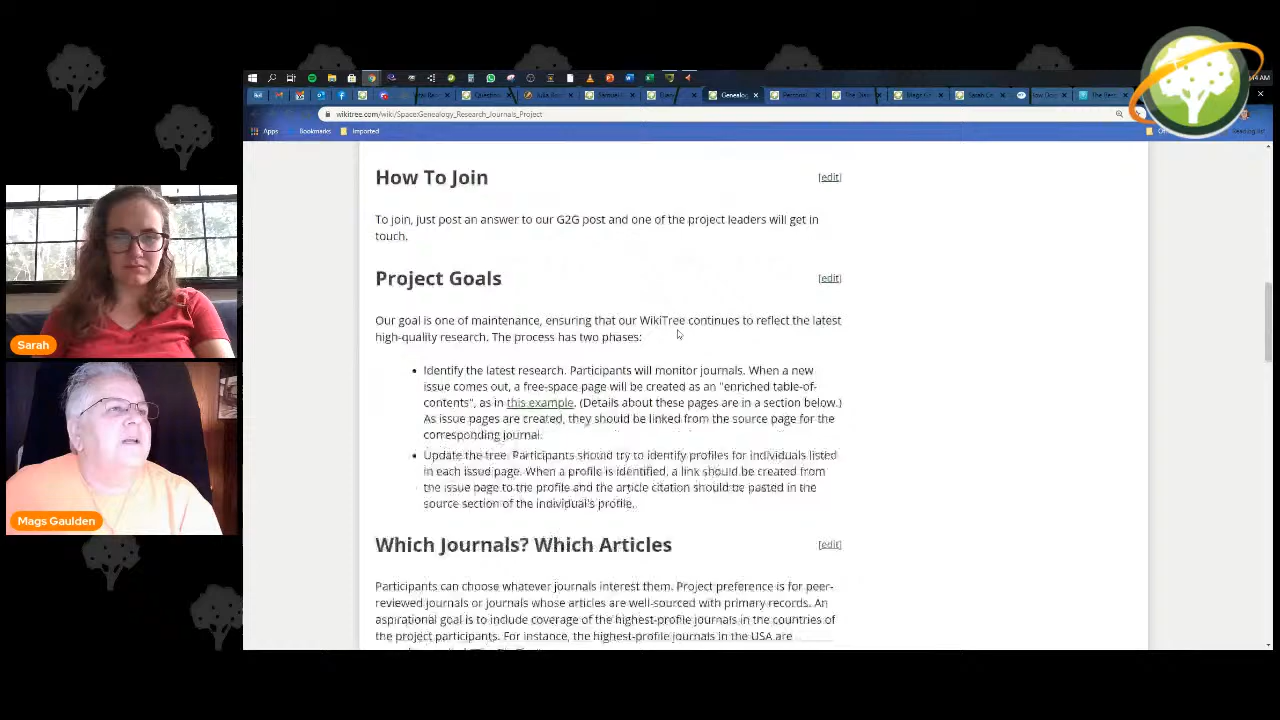 wikitree.com/wiki/Space:Genealogy_Research_Journals_Project
Apps
Bookmarks
Imported
How To Join
[edit]
To join, just post an answer to our G2G post and one of the project leaders will get in
touch.
Project Goals
[edit]
Our goal is one of maintenance, ensuring that our WikiTree continues to reflect the latest
high-quality research. The process has two phases:
Identify the latest research. Participants will monitor journals. When a new
issue comes out, a free-space page will be created as an "enriched table-of-
contents", as in this example. (Details about these pages are in a section below.)
As issue pages are created, they should be linked from the source page for the
corresponding journal.
Update the tree. Participants should try to identify profiles for individuals listed
in each issued page. When a profile is identified, a link should be created from
the issue page to the profile and the article citation should be pasted in the
source section of the individual's profile.
Which Journals? Which Articles
[edit]
Participants can choose whatever journals interest them. Project preference is for peer-
reviewed journals or journals whose articles are well-sourced with primary records. An
aspirational goal is to include coverage of the highest-profile journals in the countries of
the project participants. For instance, the highest-profile journals in the USA are
Sarah
Mags Gaulden